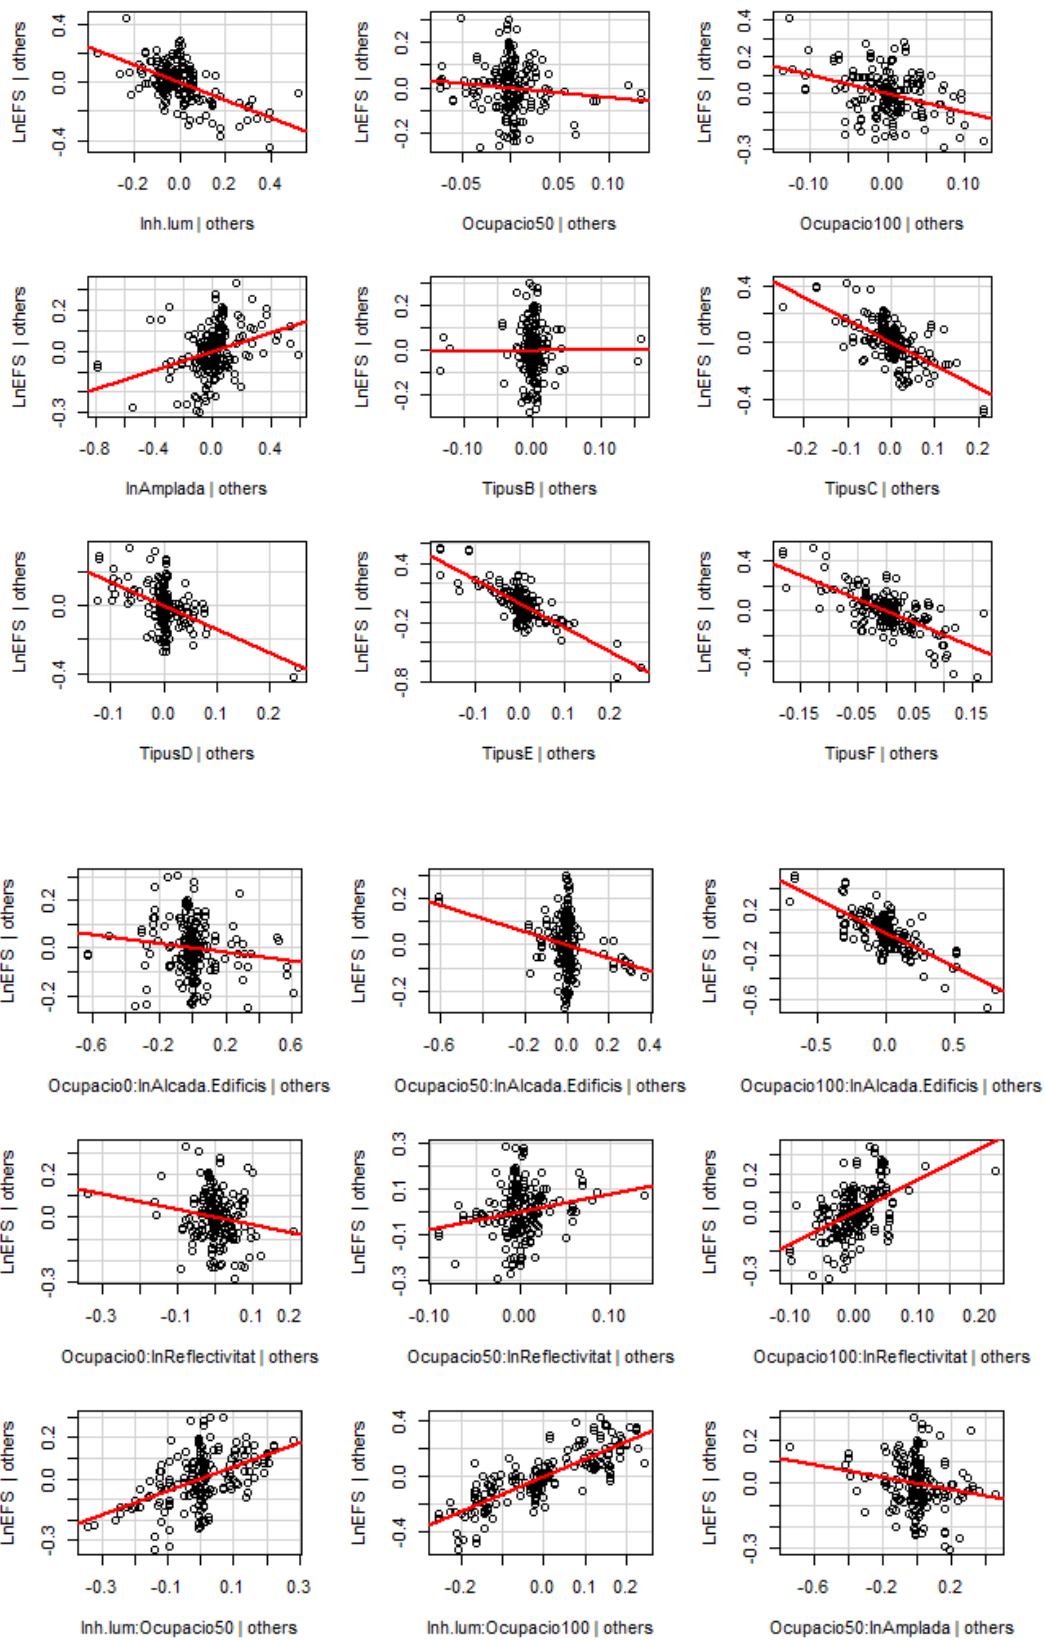 LnEFS | others
-0.4 0.0 0.4
-0.2 0.0 0.2 0.4
lnh.lum | others
LnEFS | others
-0.2 0.0 0.2
-0.05 0.05 0.10
Ocupacio50 | others
LnEFS | others
-0.3 0.0 0.2 0.4
-0.10 0.00 0.10
Ocupacio100 | others
LnEFS | others
-0.3 0.0 0.2
-0.8 -0.4 0.0 0.4
lnAmplada | others
LnEFS | others
-0.2 0.0 0.2
-0.10 0.00 0.10
TipusB | others
LnEFS | others
-0.4 0.0 0.4
-0.2 -0.1 0.0 0.1 0.2
TipusC | others
LnEFS | others
-0.4 0.0
-0.1 0.0 0.1 0.2
TipusD | others
LnEFS | others
-0.8 -0.2 0.4
-0.1 0.0 0.1 0.2
TipusE | others
LnEFS | others
-0.4 0.0 0.4
-0.15 -0.05 0.05 0.15
TipusF | others
LnEFS | others
-0.2 0.0 0.2
-0.6 -0.2 0.2 0.6
Ocupacio0:lnAlcada.Edificis | others
LnEFS | others
-0.2 0.0 0.2
-0.6 -0.2 0.0 0.2 0.4
Ocupacio50:lnAlcada.Edificis | others
LnEFS | others
-0.6 -0.2 0.2
-0.5 0.0 0.5
Ocupacio100:lnAlcada.Edificis | others
LnEFS | others
-0.3 0.0 0.2
-0.3 -0.1 0.1 0.2
Ocupacio0:lnReflectivitat | others
LnEFS | others
-0.3 -0.1 0.1 0.3
-0.10 0.00 0.10
Ocupacio50:lnReflectivitat | others
LnEFS | others
-0.3 0.0 0.2
-0.10 0.00 0.10 0.20
Ocupacio100:lnReflectivitat | others
LnEFS | others
-0.3 0.0 0.2
-0.3 -0.1 0.1 0.3
lnh.lum:Ocupacio50 | others
LnEFS | others
-0.4 0.0 0.4
-0.2 0.0 0.1 0.2
lnh.lum:Ocupacio100 | others
LnEFS | others
-0.3 0.0 0.2
-0.6 -0.2 0.2
Ocupacio50:lnAmplada | others